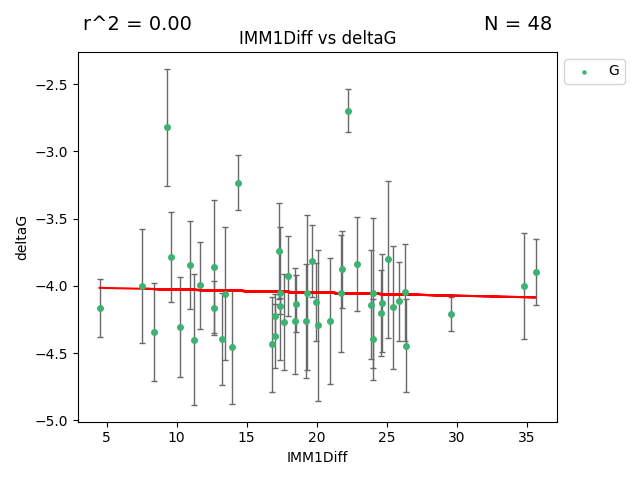 r^2 = 0.00
N = 48
IMM1Diff vs deltaG
G
−2.5
−3.0
−3.5
−4.0
−4.5
−5.0
deltaG
5 10 15 20 25 30 35
IMM1Diff